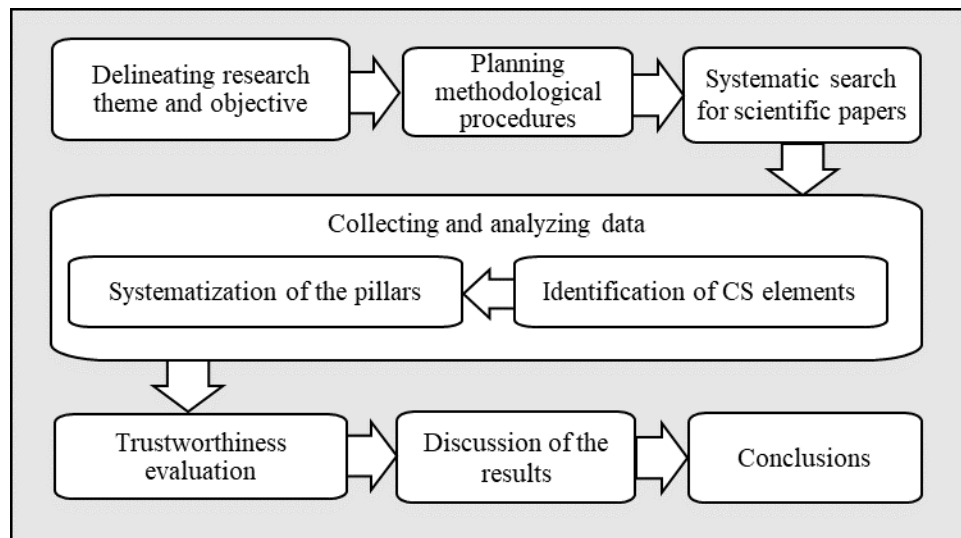 Delineating research
theme and objective
Planning
methodological
procedures
Systematic search
for scientific papers
Collecting and analyzing data
Systematization of the pillars
Identification of CS elements
Trustworthiness
evaluation
Discussion of the
results
Conclusions